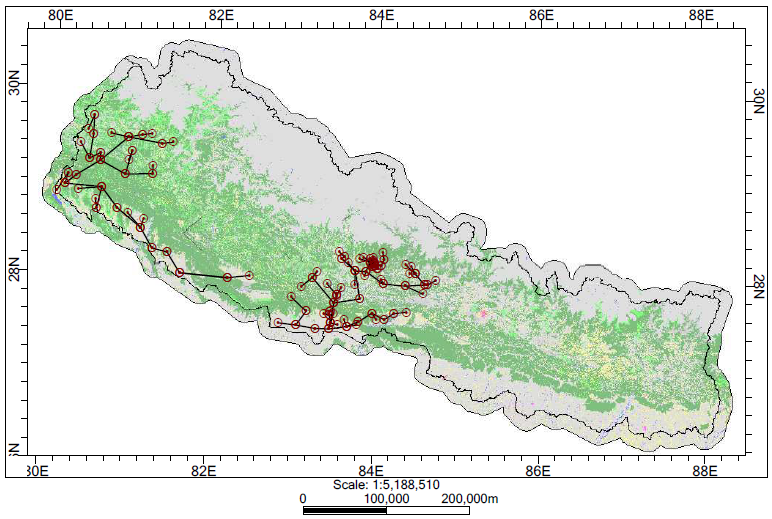 80E 82E 84E 86E 88E
30N 30N
28N 28N
N
80E 82E 84E 86E 88E
Scale: 1:5,188,510
0 100,000 200,000m